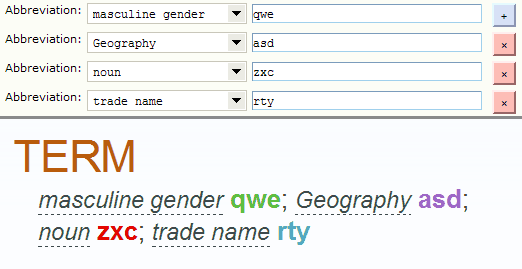 Abbreviation: masculine gender qwe +
Abbreviation: Geography asd ×
Abbreviation: noun zxc ×
Abbreviation: trade name rty ×
TERM
masculine gender qwe; Geography asd;
noun zxc; trade name rty